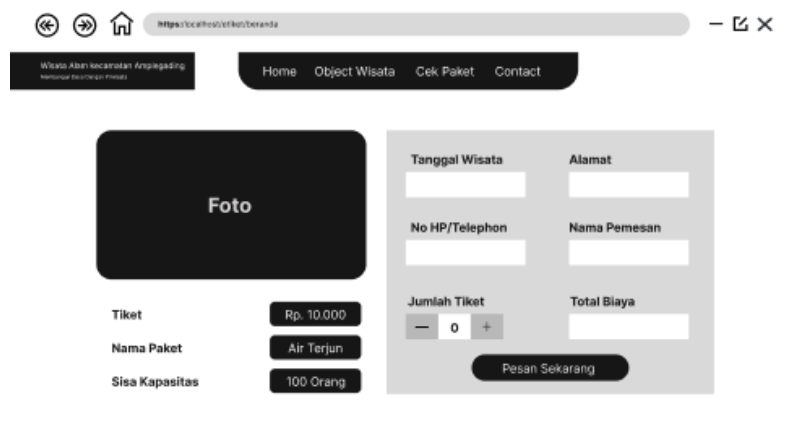 https:/localhost/etiket/beranda
Wisata Alam kecamatan Amplegading
Home Object Wisata Cek Paket Contact
Foto
Tiket Rp. 10.000
Nama Paket Air Terjun
Sisa Kapasitas 100 Orang
Tanggal Wisata Alamat
No HP/Telephon Nama Pemesan
Jumlah Tiket Total Biaya
— 0 +
Pesan Sekarang